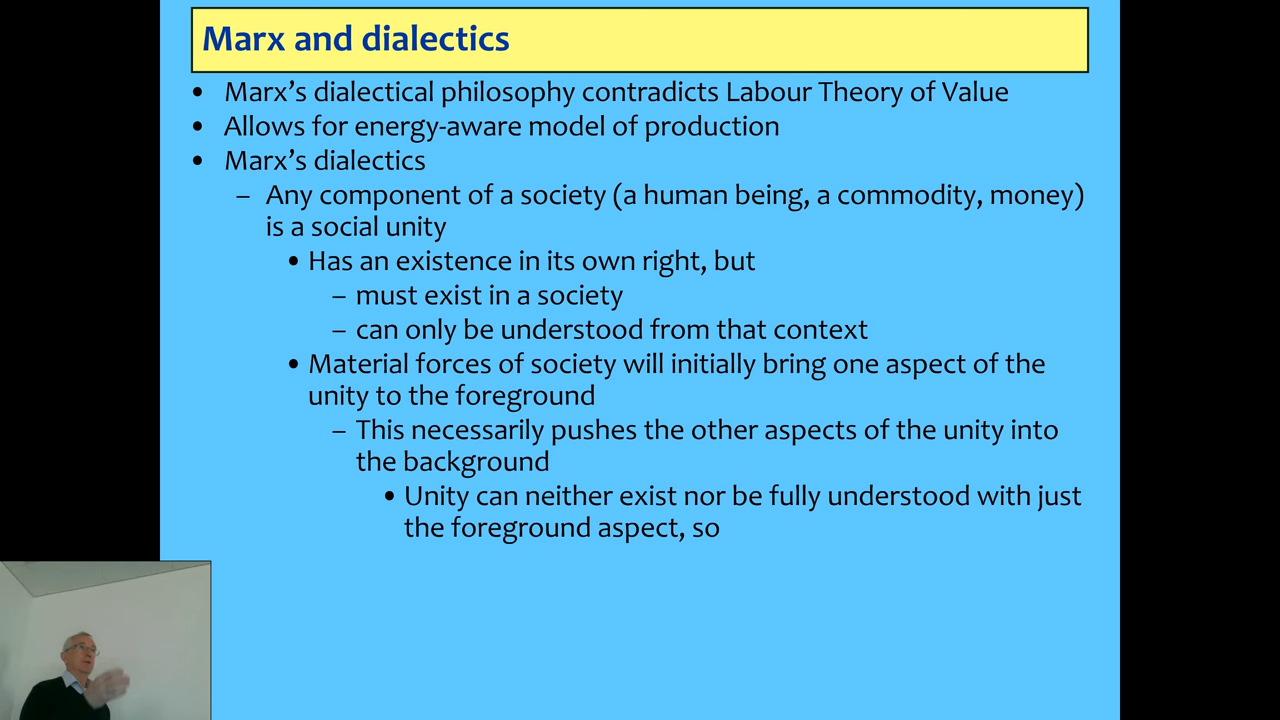 Marx and dialectics
• Marx's dialectical philosophy contradicts Labour Theory of Value
• Allows for energy-aware model of production
• Marx's dialectics
– Any component of a society (a human being, a commodity, money)
is a social unity
• Has an existence in its own right, but
– must exist in a society
– can only be understood from that context
• Material forces of society will initially bring one aspect of the
unity to the foreground
– This necessarily pushes the other aspects of the unity into
the background
• Unity can neither exist nor be fully understood with just
the foreground aspect, so